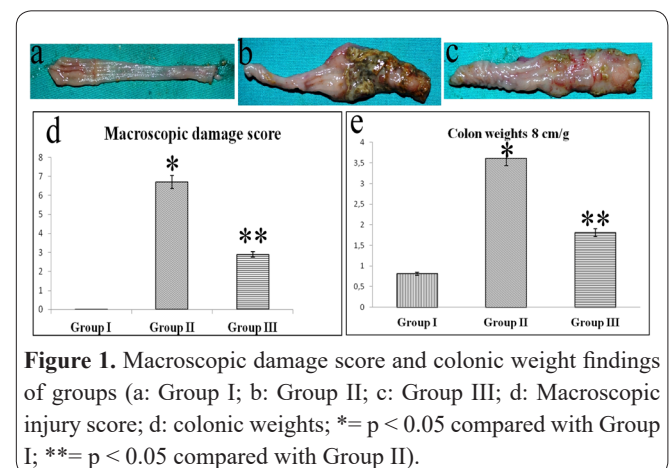 a
b
c
d
Macroscopic damage score
8
7
6
5
4
3
2
1
0
*
**
Group I
Group II
Group III
e
Colon weights 8 cm/g
4
3,5
3
2,5
2
1,5
1
0,5
0
*
**
Group I
Group II
Group III
Figure 1. Macroscopic damage score and colonic weight findings
of groups (a: Group I; b: Group II; c: Group III; d: Macroscopic
injury score; d: colonic weights; *= p < 0.05 compared with Group
I; **= p < 0.05 compared with Group II).